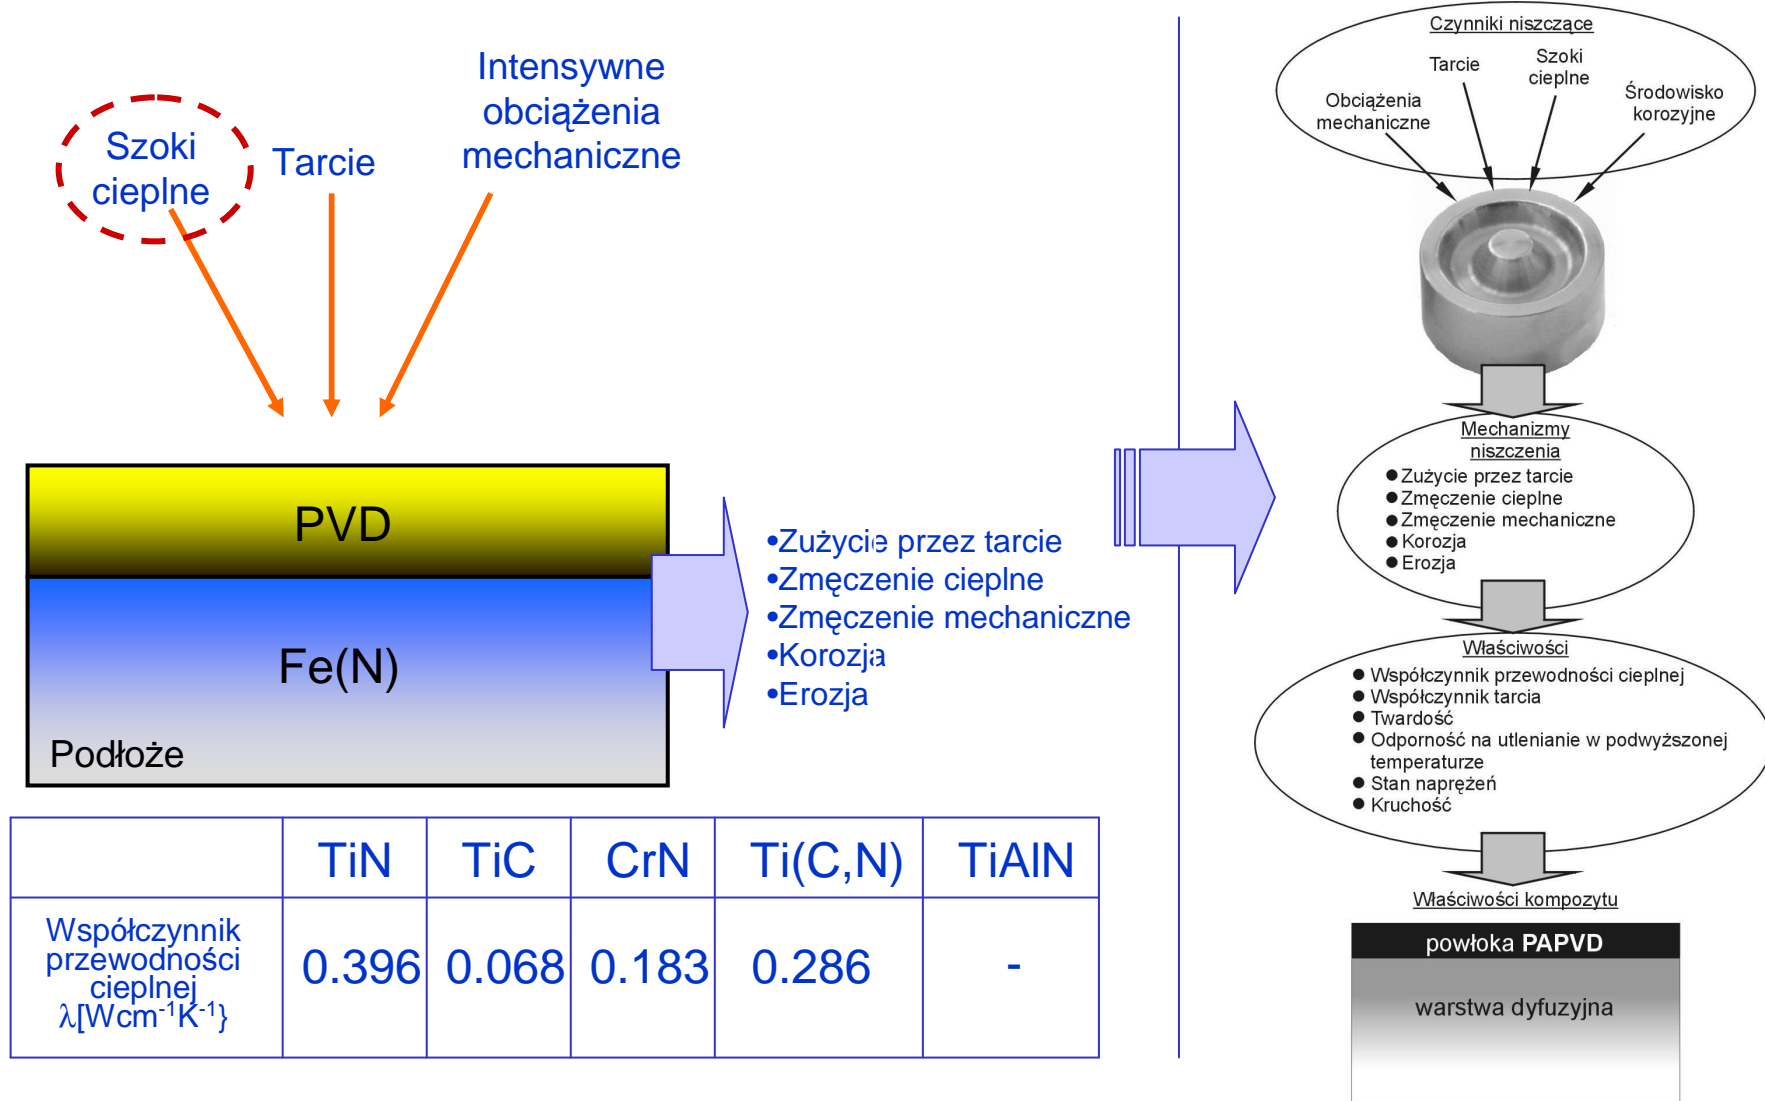 Szoki
cieplne
Tarcie
Intensywne
obciążenia
mechaniczne
PVD
Fe(N)
Podłoże
•Zużycie przez tarcie
•Zmęczenie cieplne
•Zmęczenie mechaniczne
•Korozja
•Erozja
TiN TiC CrN Ti(C,N) TiAlN
Współczynnik
przewodności
cieplnej
λ[Wcm-1K-1}
0.396 0.068 0.183 0.286 -
Czynniki niszczące
Tarcie
Szoki
cieplne
Obciążenia
mechaniczne
Środowisko
korozyjne
Mechanizmy
niszczenia
● Zużycie przez tarcie
● Zmęczenie cieplne
● Zmęczenie mechaniczne
● Korozja
● Erozja
Właściwości
● Współczynnik przewodności cieplnej
● Współczynnik tarcia
● Twardość
● Odporność na utlenianie w podwyższonej
temperaturze
● Stan naprężeń
● Kruchość
Właściwości kompozytu
powłoka PAPVD
warstwa dyfuzyjna